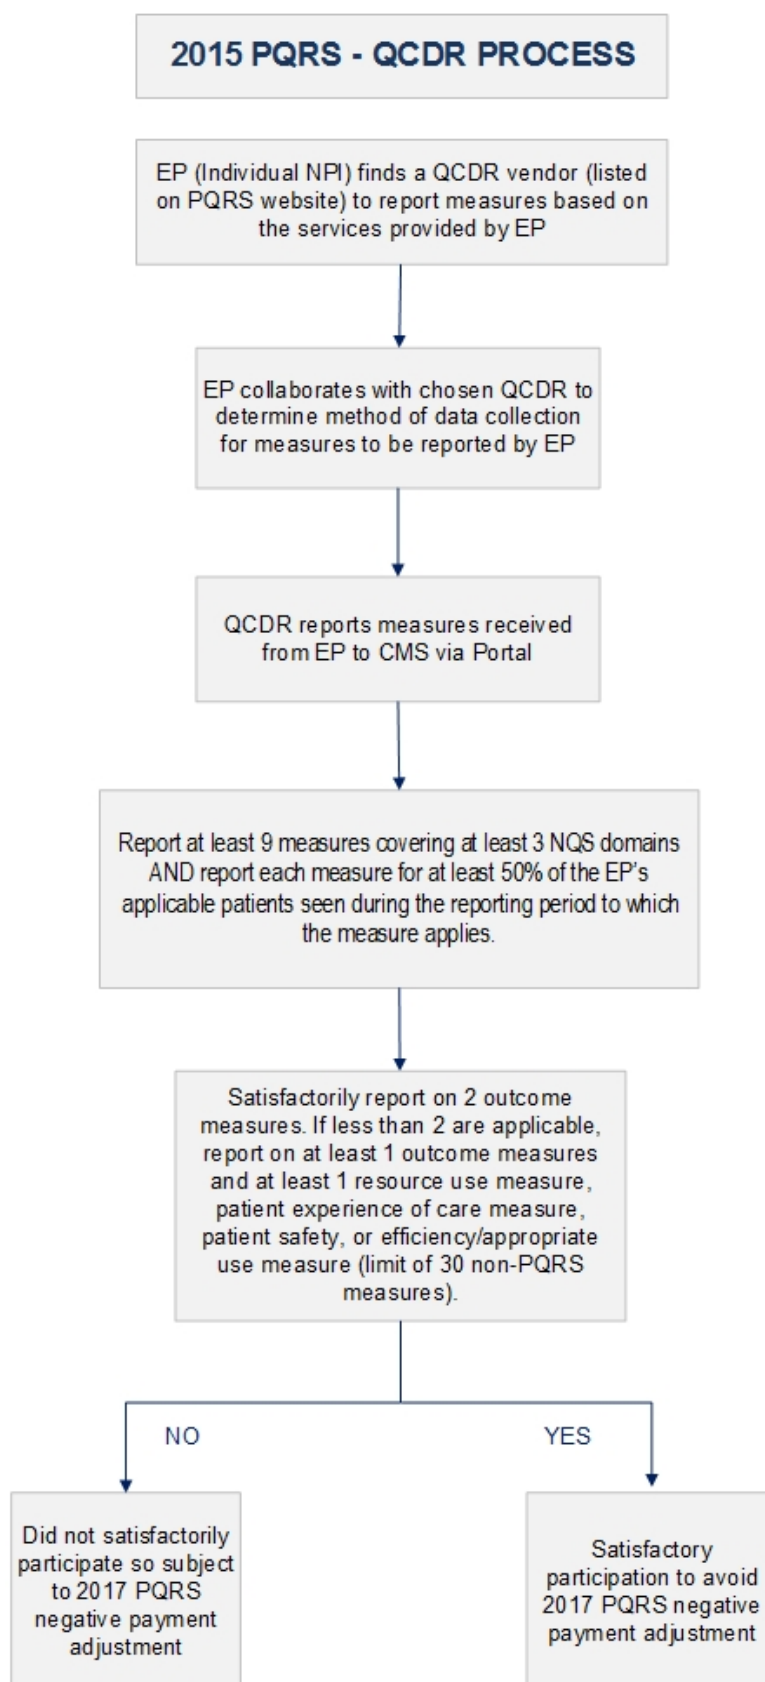 2015 PQRS - QCDR PROCESS
EP (Individual NPI) finds a QCDR vendor (listed
on PQRS website) to report measures based on
the services provided by EP
EP collaborates with chosen QCDR to
determine method of data collection
for measures to be reported by EP
QCDR reports measures received
from EP to CMS via Portal
Report at least 9 measures covering at least 3 NQS domains
AND report each measure for at least 50% of the EP’s
applicable patients seen during the reporting period to which
the measure applies.
Satisfactorily report on 2 outcome
measures. If less than 2 are applicable,
report on at least 1 outcome measures
and at least 1 resource use measure,
patient experience of care measure,
patient safety, or efficiency/appropriate
use measure (limit of 30 non-PQRS
measures).
NO
YES
Did not satisfactorily
participate so subject
to 2017 PQRS
negative payment
adjustment
Satisfactory
participation to avoid
2017 PQRS negative
payment adjustment